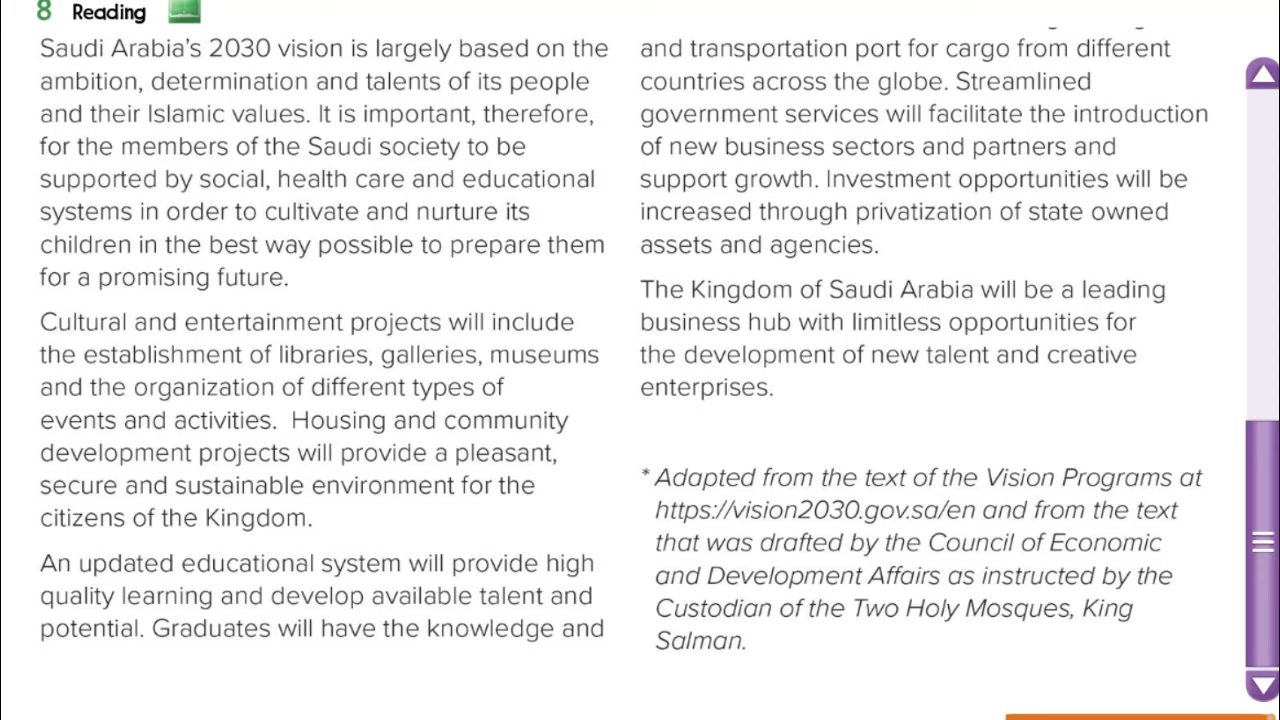 8 Reading
Saudi Arabia’s 2030 vision is largely based on the
ambition, determination and talents of its people
and their Islamic values. It is important, therefore,
for the members of the Saudi society to be
supported by social, health care and educational
systems in order to cultivate and nurture its
children in the best way possible to prepare them
for a promising future.
Cultural and entertainment projects will include
the establishment of libraries, galleries, museums
and the organization of different types of
events and activities.  Housing and community
development projects will provide a pleasant,
secure and sustainable environment for the
citizens of the Kingdom.
An updated educational system will provide high
quality learning and develop available talent and
potential. Graduates will have the knowledge and
and transportation port for cargo from different
countries across the globe. Streamlined
government services will facilitate the introduction
of new business sectors and partners and
support growth. Investment opportunities will be
increased through privatization of state owned
assets and agencies.
The Kingdom of Saudi Arabia will be a leading
business hub with limitless opportunities for
the development of new talent and creative
enterprises.
* Adapted from the text of the Vision Programs at
https://vision2030.gov.sa/en and from the text
that was drafted by the Council of Economic
and Development Affairs as instructed by the
Custodian of the Two Holy Mosques, King
Salman.